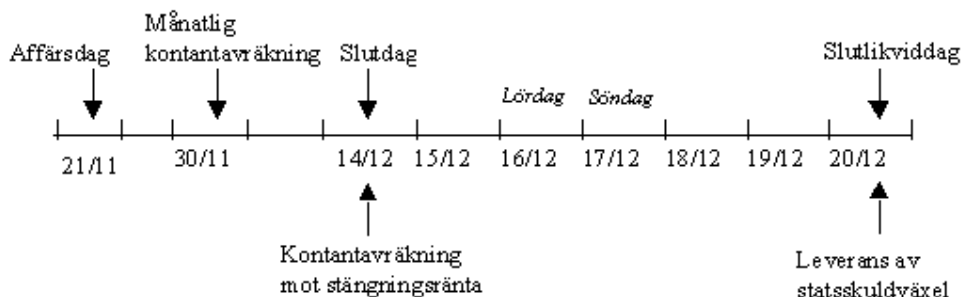 Månatlig
Affärsdag kontantavräkning Slutdag Slutlikviddag
Lördag Söndag
21/11 30/11 14/12 15/12 16/12 17/12 18/12 19/12 20/12
Kontantavräkning
mot stängningsränta
Leverans av
statsskuldväxel